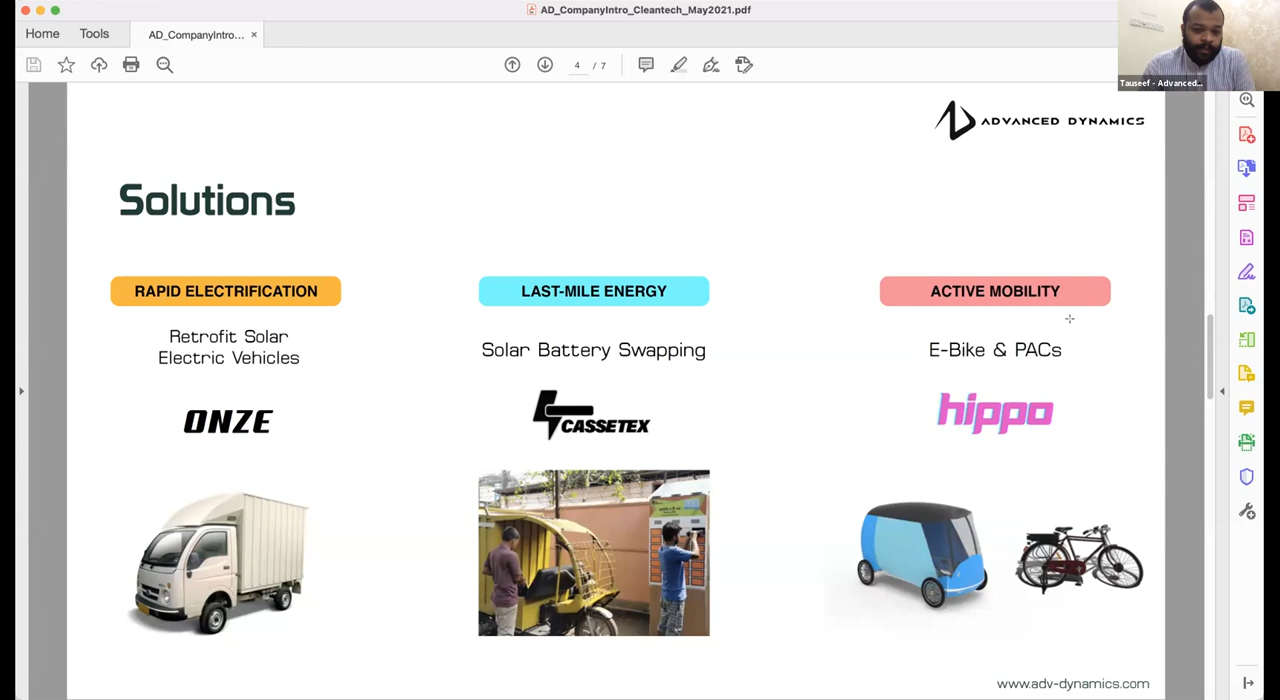 AD_CompanyIntro_Cleantech_May2021.pdf
Home
Tools
AD_CompanyIntro...
4 / 7
Tauseef - Advanced...
ADVANCED DYNAMICS
Solutions
RAPID ELECTRIFICATION
Retrofit Solar
Electric Vehicles
ONZE
LAST-MILE ENERGY
Solar Battery Swapping
CASSETEX
ACTIVE MOBILITY
E-Bike & PACs
hippo
www.adv-dynamics.com